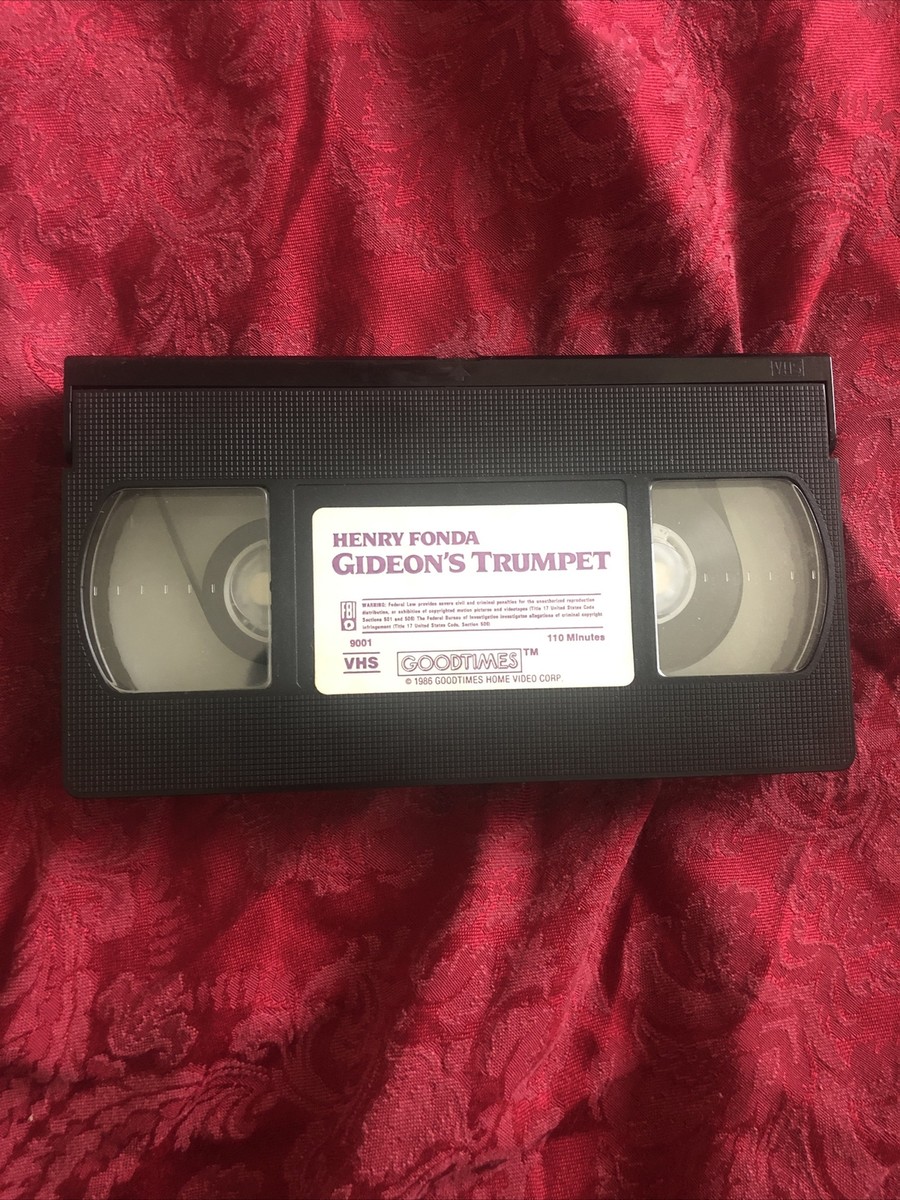 VHS
HENRY FONDA
GIDEON'S TRUMPET
FBI
WARNING: Federal Law provides severe civil and criminal penalties for the unauthorized reproduction
distribution, or exhibition of copyrighted motion pictures and videotapes (Title 17 United States Code
Sections 501 and 506) The Federal Bureau of Investigation investigates allegations of criminal copyright
infringement (Title 17 United States Code, Section 506)
9001
110 Minutes
VHS
GOODTIMES™
© 1986 GOODTIMES HOME VIDEO CORP.